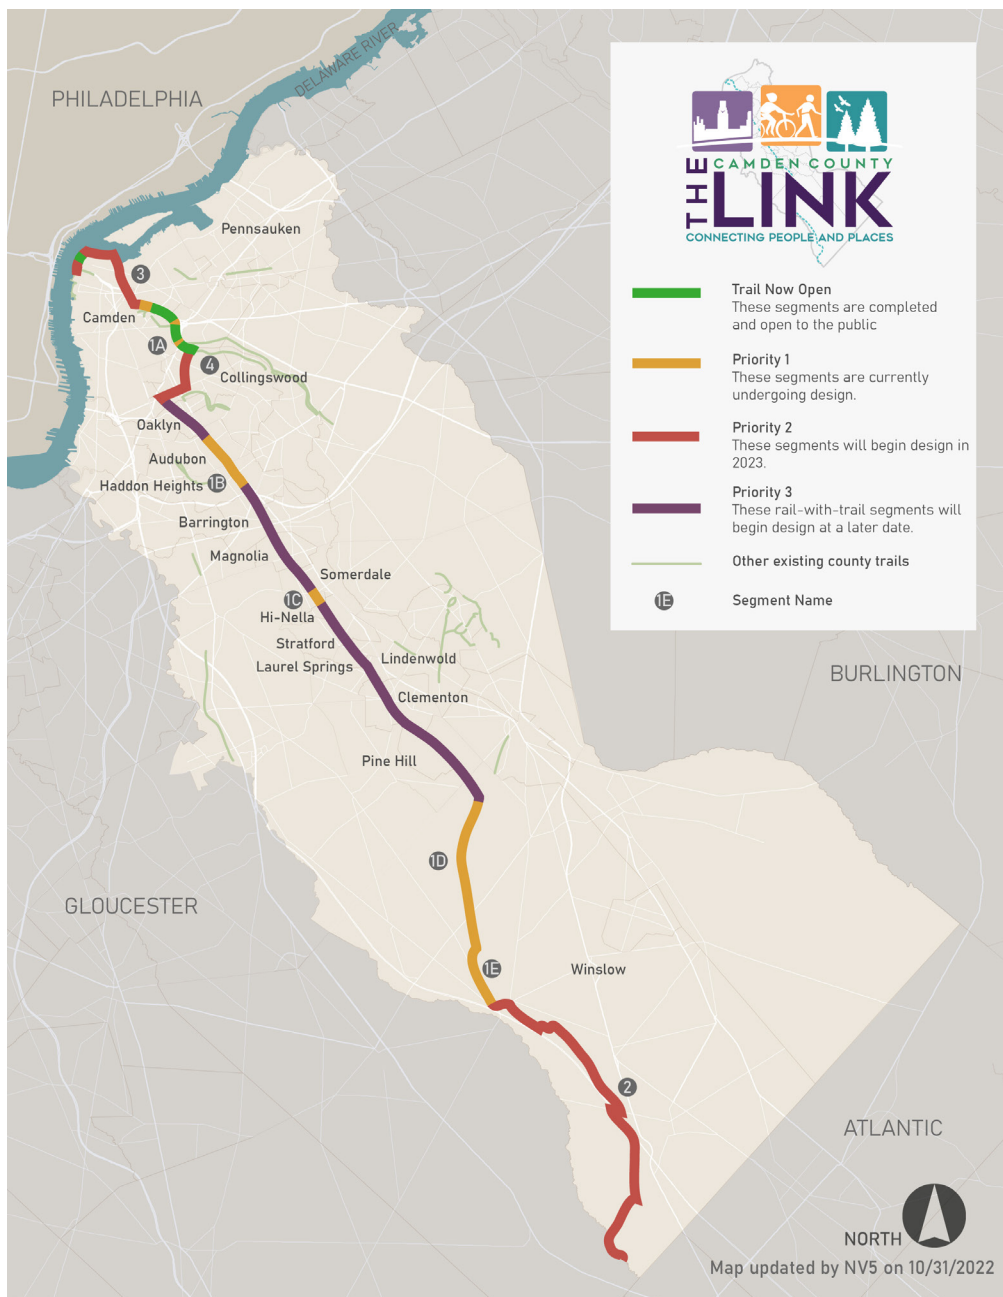 PHILADELPHIA
DELAWARE RIVER
THE
CAMDEN COUNTY
LINK
CONNECTING PEOPLE AND PLACES
Trail Now Open
These segments are completed
and open to the public
Priority 1
These segments are currently
undergoing design.
Priority 2
These segments will begin design in
2023.
Priority 3
These rail-with-trail segments will
begin design at a later date.
Other existing county trails
1E
Segment Name
Pennsauken
3
Camden
1A
4
Collingswood
Oaklyn
Audubon
Haddon Heights
1B
Barrington
Magnolia
Somerdale
1C
Hi-Nella
Stratford
Laurel Springs
Lindenwold
Clementon
Pine Hill
BURLINGTON
1D
GLOUCESTER
1E
Winslow
2
ATLANTIC
NORTH
Map updated by NV5 on 10/31/2022